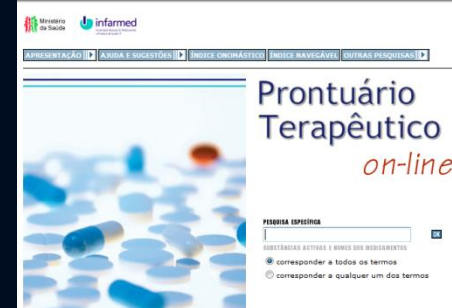 Ministério
da Saúde
infarmed
APRESENTAÇÃO
AJUDA E SUGESTÕES
ÍNDICE ONOMÁSTICO
ÍNDICE NAVEGÁVEL
OUTRAS PESQUISAS
Prontuário
Terapêutico
on-line
PESQUISA ESPECÍFICA
OK
SUBSTÂNCIAS ACTIVAS E NOMES DOS MEDICAMENTOS
corresponder a todos os termos
corresponder a qualquer um dos termos